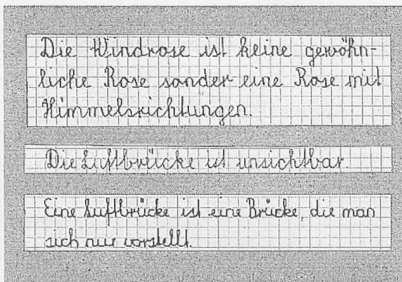 Die Windrose ist keine gewöhn-
liche Rose sonder eine Rose mit
Himmelsrichtungen.
Die Luftbrücke ist unsichtbar.
Eine Luftbrücke ist eine Brücke, die man
sich nur vorstellt.